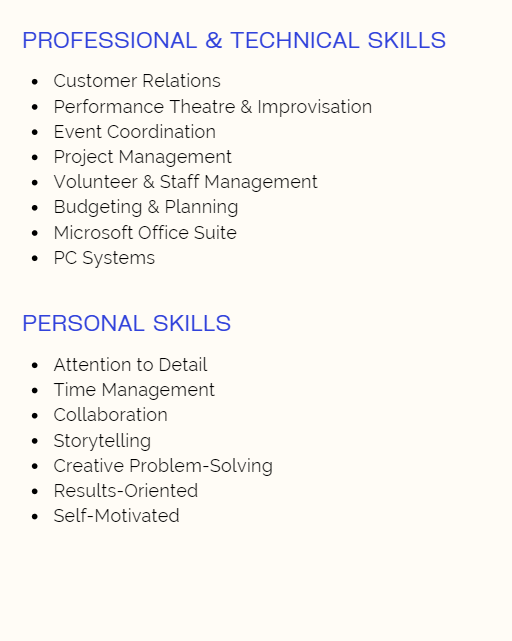 PROFESSIONAL & TECHNICAL SKILLS
• Customer Relations
• Performance Theatre & Improvisation
• Event Coordination
• Project Management
• Volunteer & Staff Management
• Budgeting & Planning
• Microsoft Office Suite
• PC Systems
PERSONAL SKILLS
• Attention to Detail
• Time Management
• Collaboration
• Storytelling
• Creative Problem-Solving
• Results-Oriented
• Self-Motivated